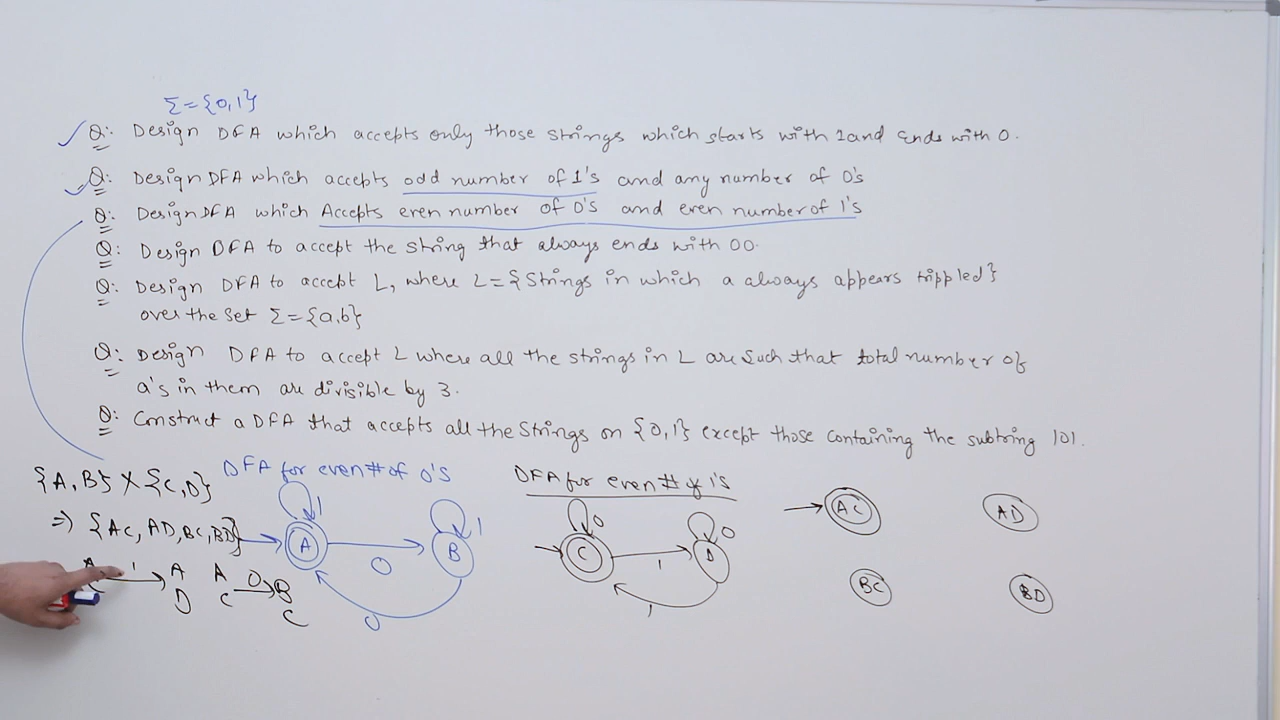 Σ={0,1}
Q: Design DFA which accepts only those strings which starts with 1 and Ends with 0.
Q: Design DFA which accepts odd number of 1's and any number of 0's
Q: Design DFA which Accepts even number of 0's and even number of 1's
Q: Design DFA to accept the string that always ends with 00.
Q: Design DFA to accept L, where L={Strings in which a always appears trippled}
over the set Σ={a,b}
Q: Design DFA to accept L where all the strings in L are such that total number of
a's in them are divisible by 3.
Q: Construct a DFA that accepts all the strings on {0,1} except those containing the subtring 101.
{A,B} X {C,D}
⇒ {AC, AD, BC, BD}
A 1 A
D
A 0 B
C C
DFA for even # of 0's
A 1 B 1
0
0
DFA for even # of 1's
C 0 D 0
1
1
AC AD
BC BD